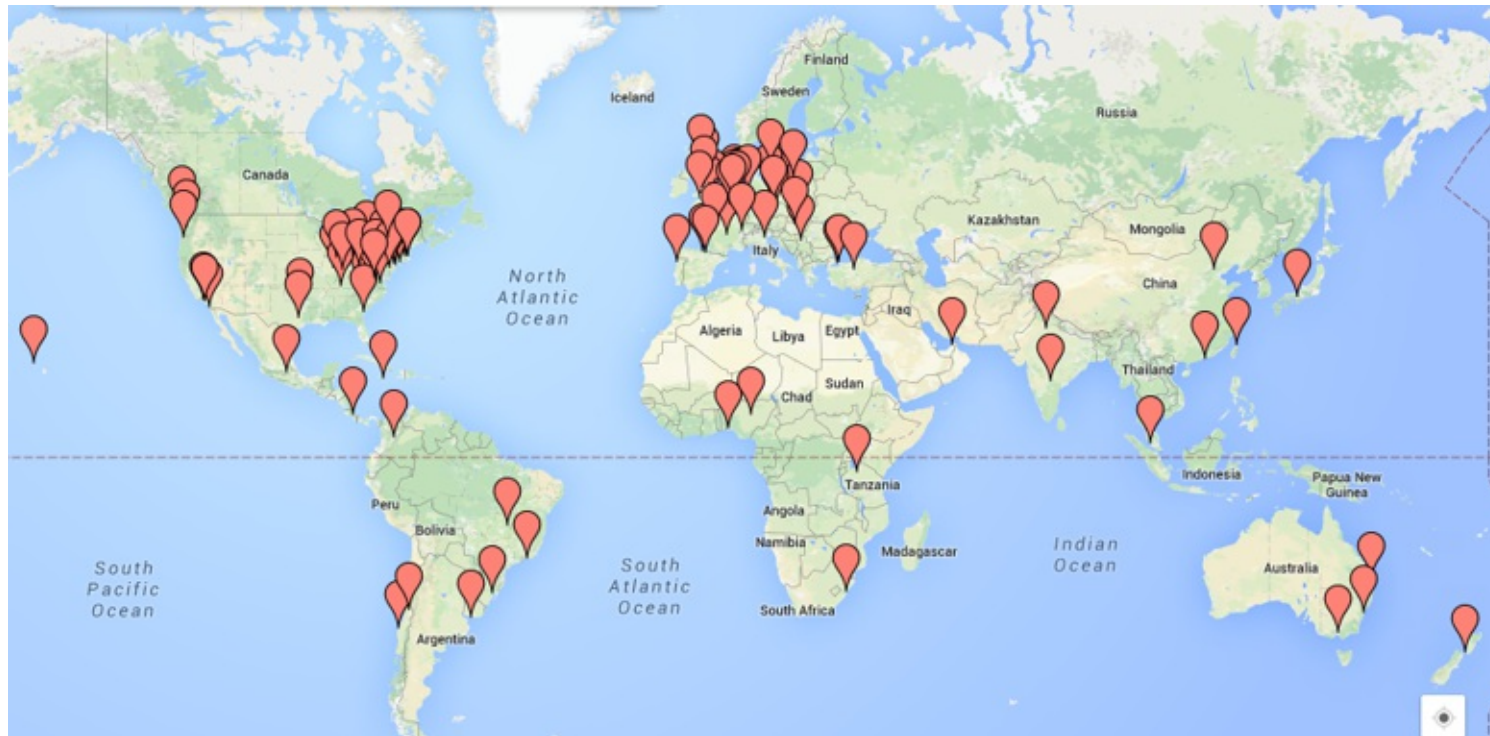 Finland
Iceland
Sweden
Russia
Canada
Kazakhstan
Mongolia
Italy
North
Atlantic
Ocean
China
Iraq
Algeria
Libya
Egypt
Thailand
Chad
Sudan
Indonesia
Papua New
Guinea
Peru
Tanzania
Angola
Bolivia
Namibia
Madagascar
Indian
Ocean
South
Pacific
Ocean
South
Atlantic
Ocean
Australia
South Africa
Argentina